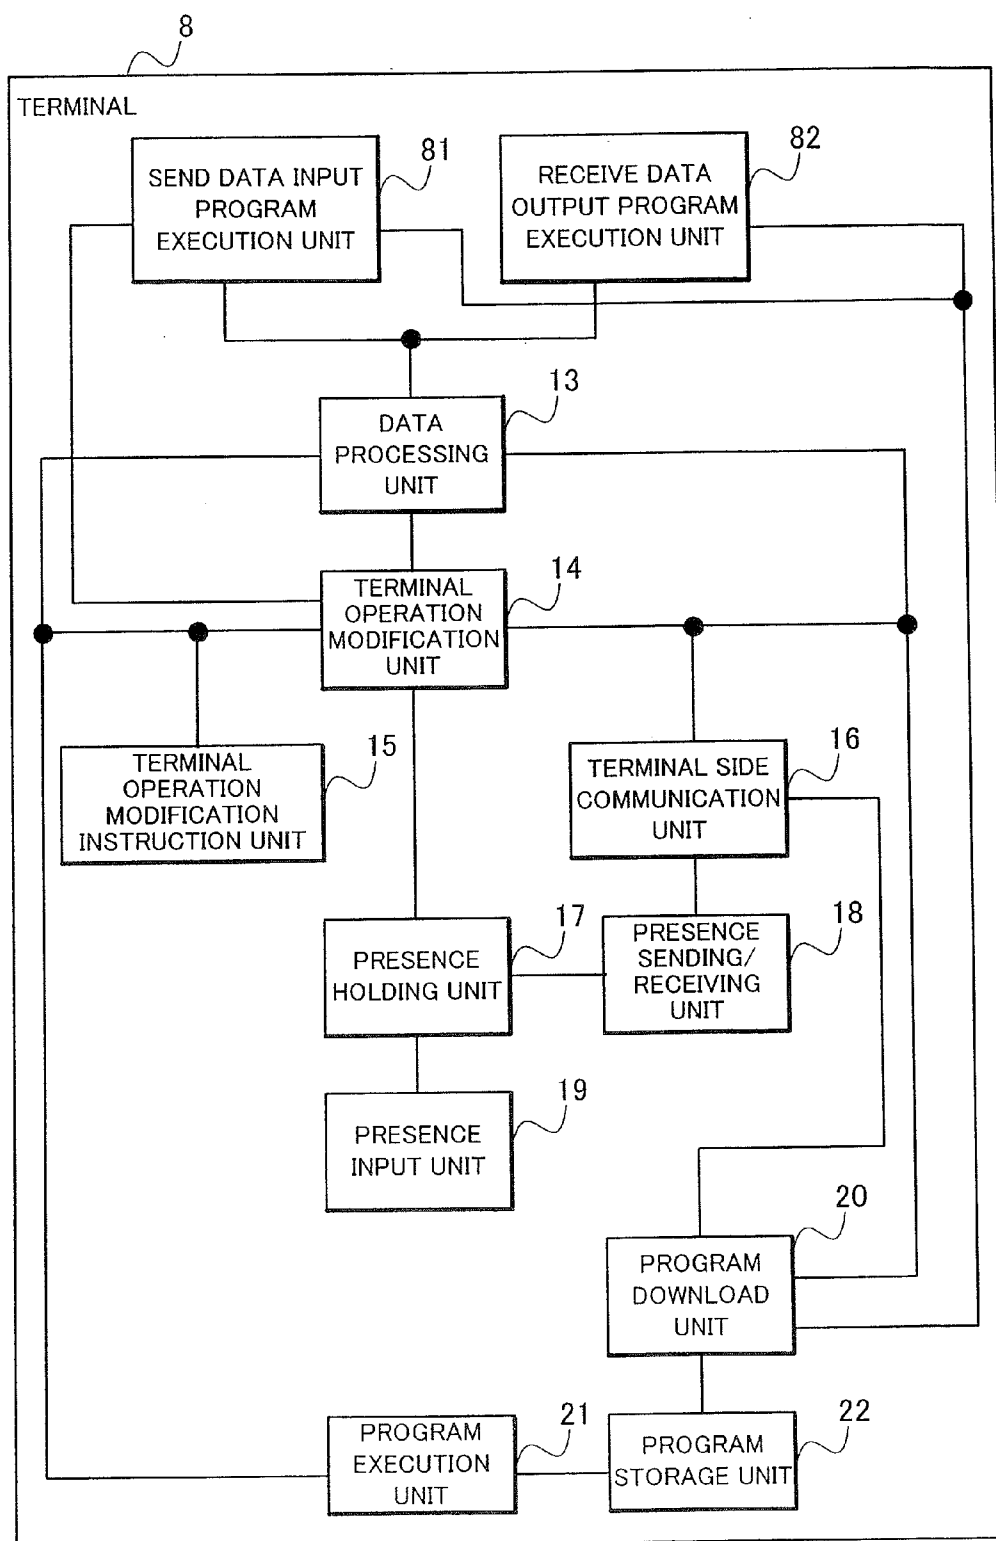 8
TERMINAL
SEND DATA INPUT
PROGRAM
EXECUTION UNIT
81
RECEIVE DATA
OUTPUT PROGRAM
EXECUTION UNIT
82
DATA
PROCESSING
UNIT
13
TERMINAL
OPERATION
MODIFICATION
UNIT
14
TERMINAL
OPERATION
MODIFICATION
INSTRUCTION UNIT
15
TERMINAL SIDE
COMMUNICATION
UNIT
16
PRESENCE
HOLDING UNIT
17
PRESENCE
SENDING/
RECEIVING
UNIT
18
PRESENCE
INPUT UNIT
19
PROGRAM
DOWNLOAD
UNIT
20
PROGRAM
EXECUTION
UNIT
21
PROGRAM
STORAGE UNIT
22